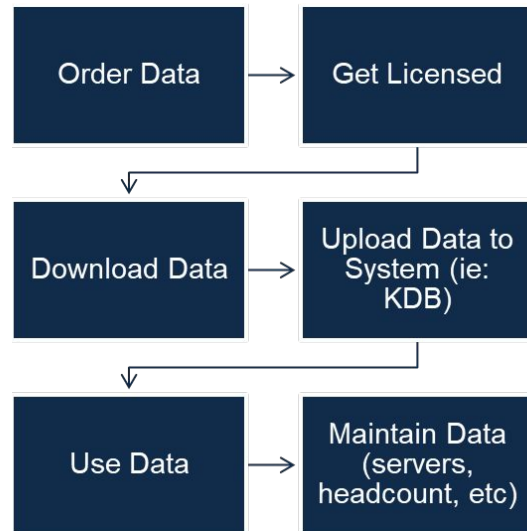 Order Data
Get Licensed
Download Data
Upload Data to
System (ie:
KDB)
Use Data
Maintain Data
(servers,
headcount, etc)